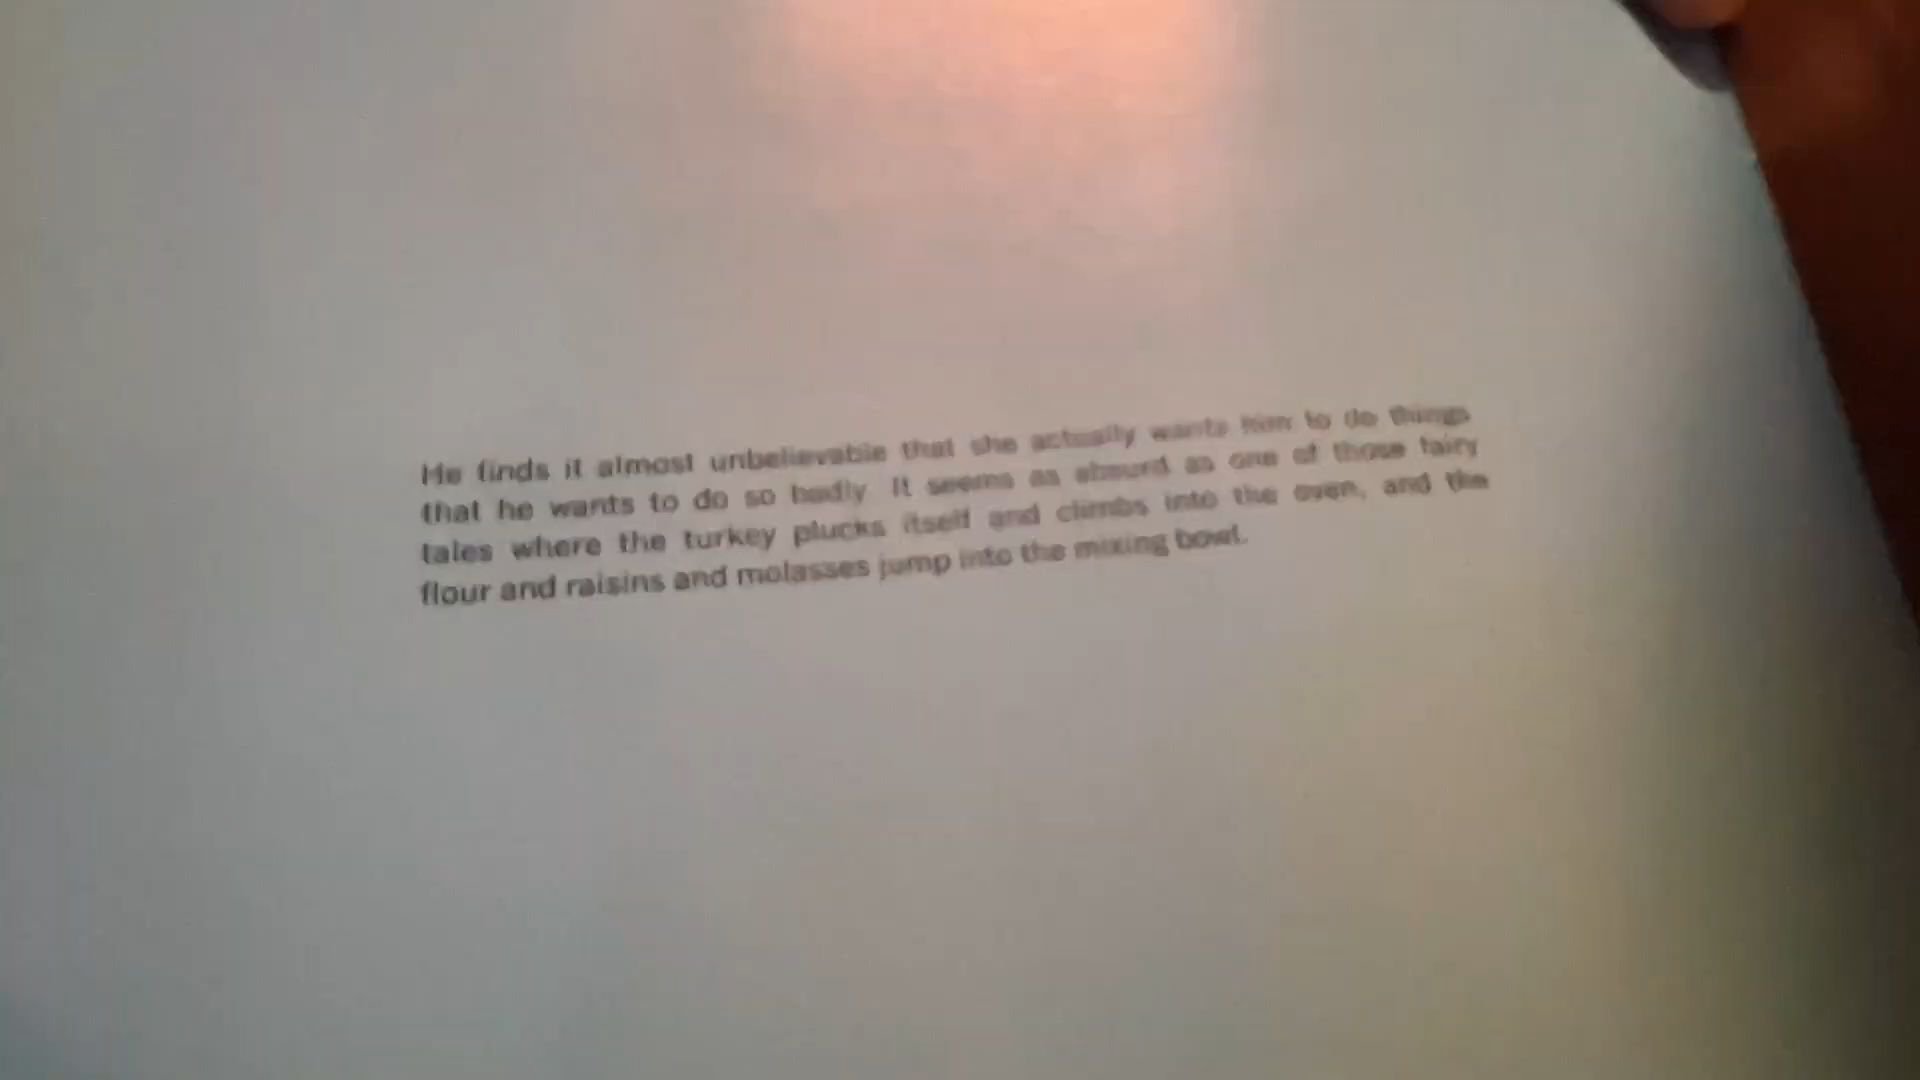 He finds it almost unbelievable that she actually wants him to do things
that he wants to do so badly. It seems as absurd as one of those fairy
tales where the turkey plucks itself and climbs into the oven, and the
flour and raisins and molasses jump into the mixing bowl.